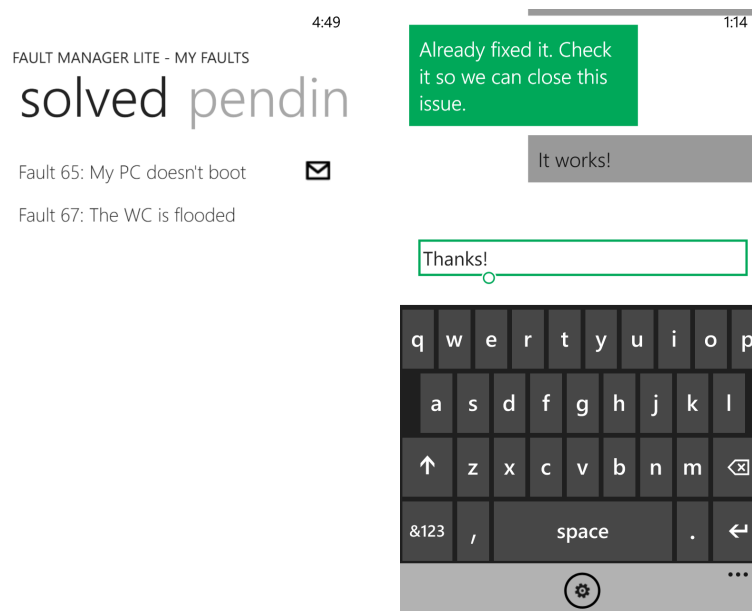 4:49
FAULT MANAGER LITE - MY FAULTS
solved pendin
Fault 65: My PC doesn't boot
Fault 67: The WC is flooded
1:14
Already fixed it. Check
it so we can close this
issue.
It works!
Thanks!
q w e r t y u i o p
a s d f g h j k l
z x c v b n m
&123 , space .